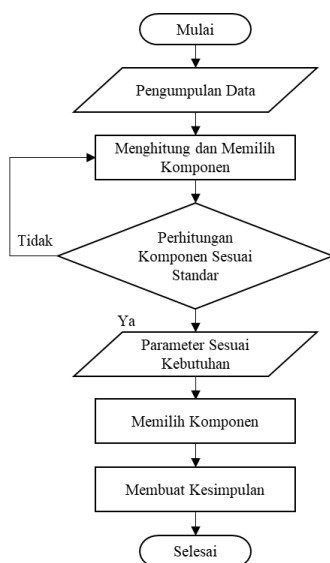 Mulai
Pengumpulan Data
Menghitung dan Memilih
Komponen
Tidak
Perhitungan
Komponen Sesuai
Standar
Ya
Parameter Sesuai
Kebutuhan
Memilih Komponen
Membuat Kesimpulan
Selesai